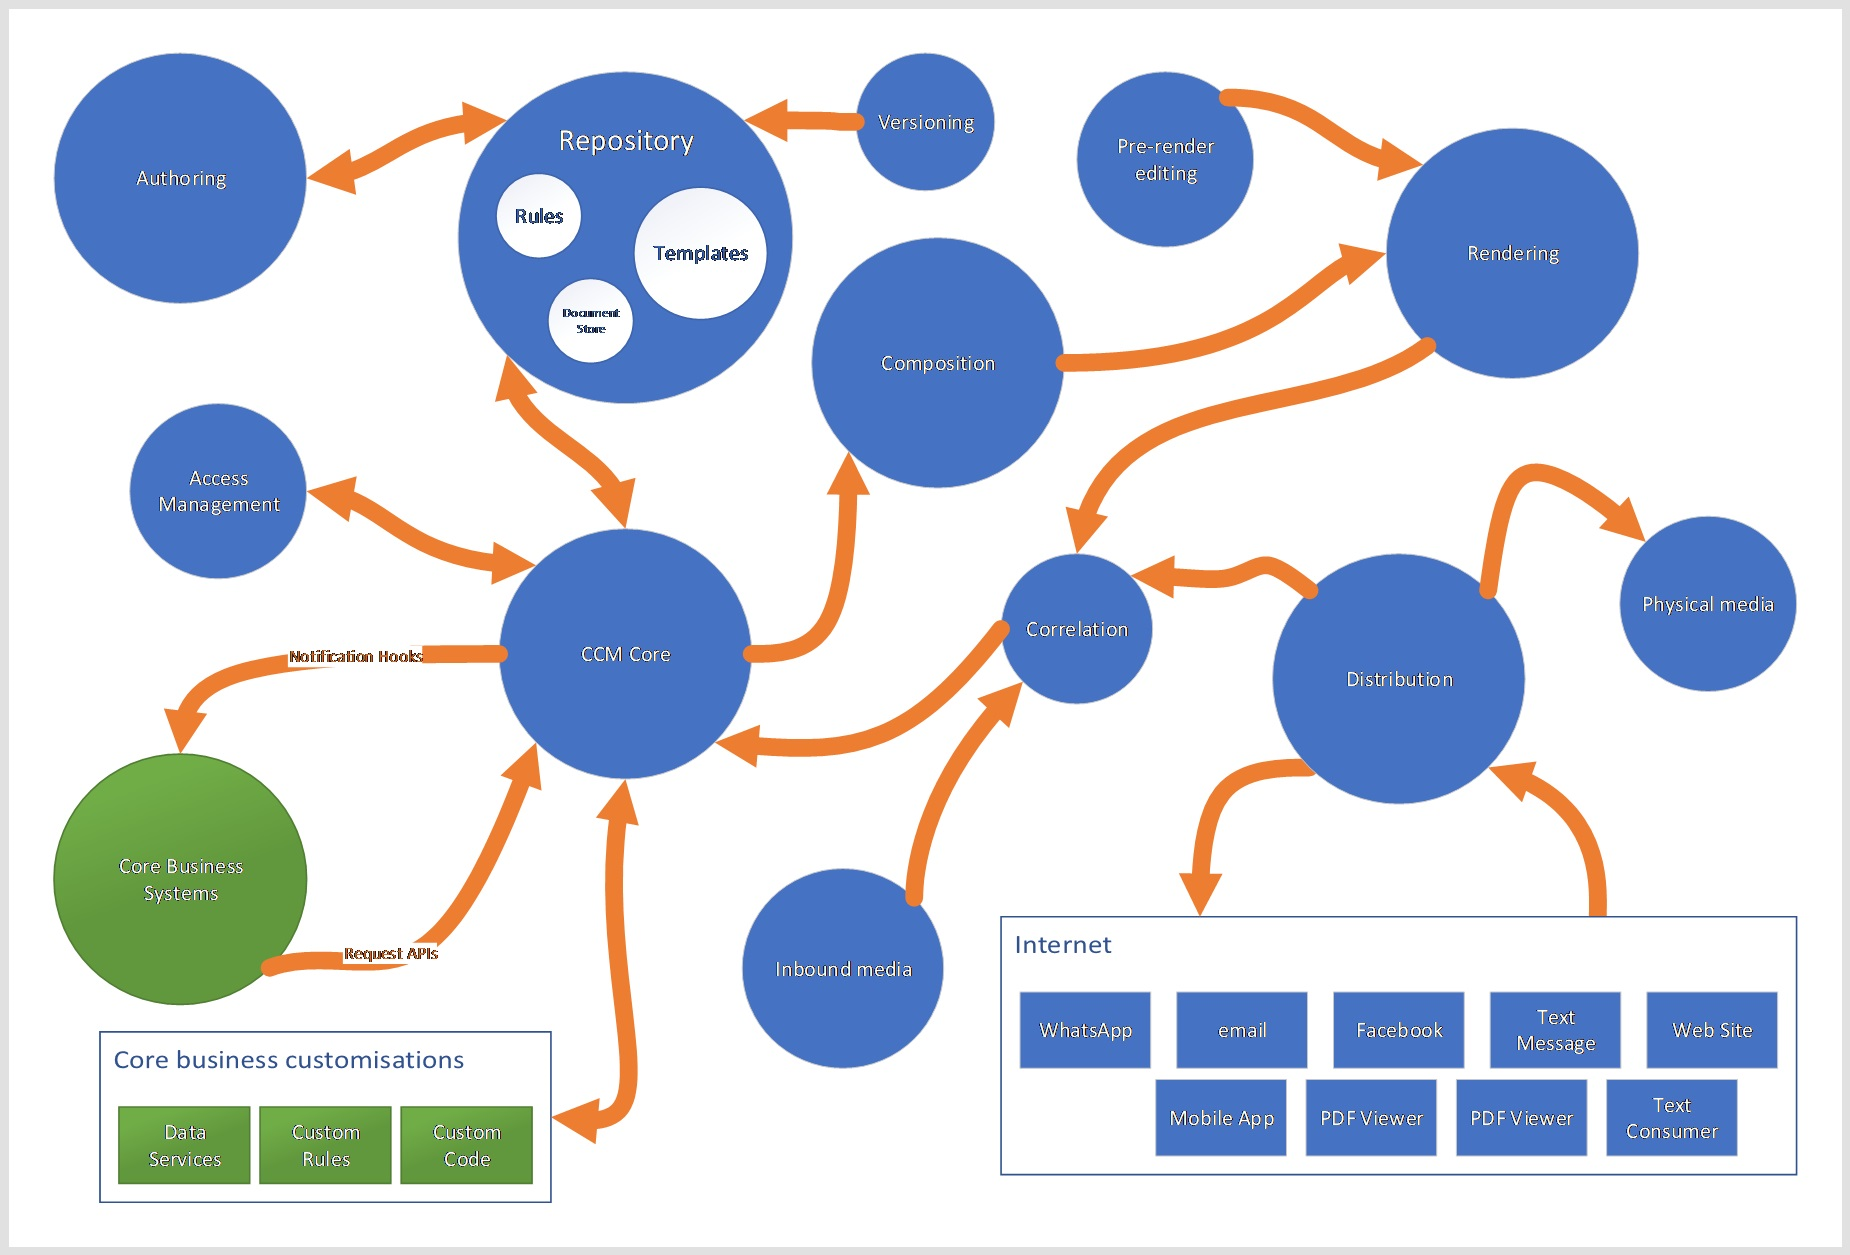 Authoring
Repository
Rules
Templates
Document
Store
Versioning
Pre-render
editing
Rendering
Composition
Access
Management
CCM Core
Notification Hooks
Correlation
Distribution
Physical media
Core Business
Systems
Request APIs
Inbound media
Core business customisations
Data
Services
Custom
Rules
Custom
Code
Internet
WhatsApp
email
Facebook
Text
Message
Web Site
Mobile App
PDF Viewer
PDF Viewer
Text
Consumer